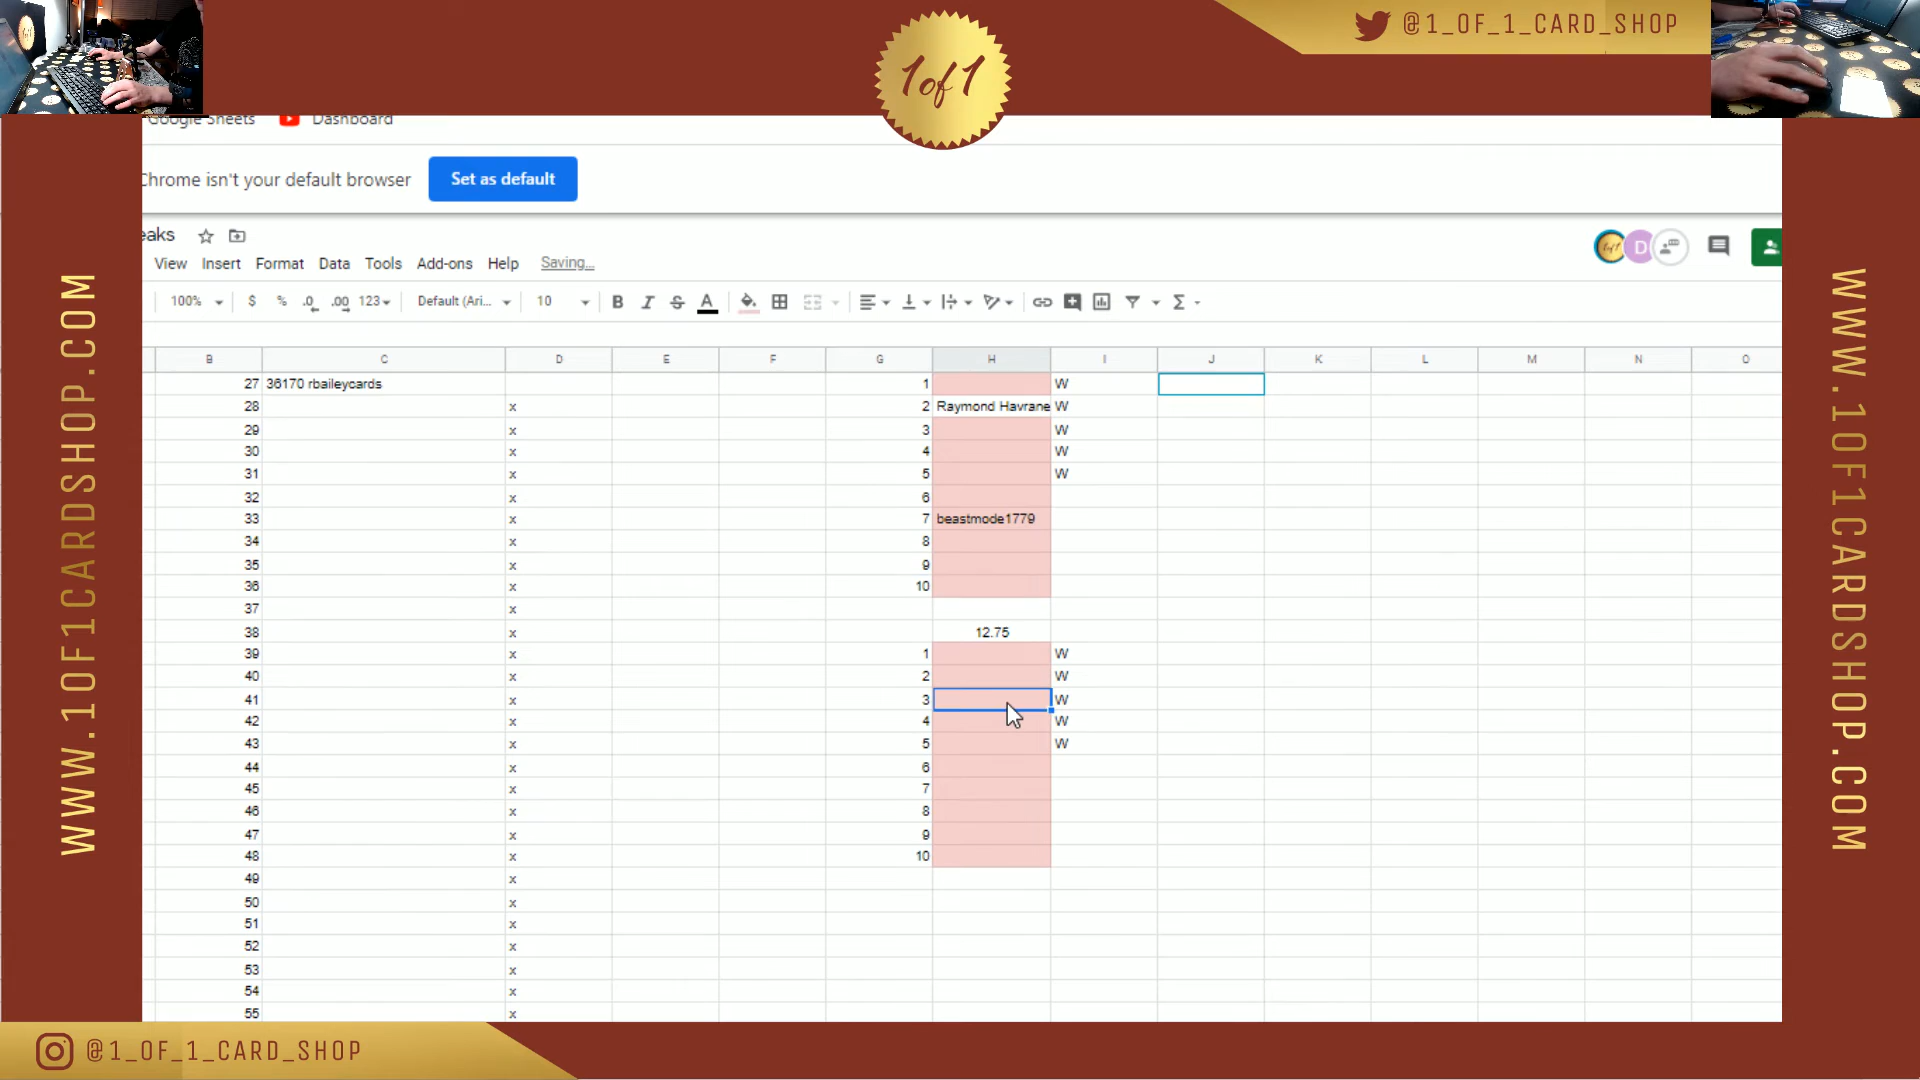 @1_OF_1_CARD_SHOP
1of1
Google Sheets Dashboard
Chrome isn't your default browser Set as default
eaks
D
View Insert Format Data Tools Add-ons Help Saving...
100% $ % .0 .00 123 Default (Ari... 10 B I S A
B C D E F G H I J K L M N O
27 36170 rbaileycards 1 W
28 x 2 Raymond Havrane W
29 x 3 W
30 x 4 W
31 x 5 W
32 x 6
33 x 7 beastmode1779
34 x 8
35 x 9
36 x 10
37 x
38 x 12.75
39 x 1 W
40 x 2 W
41 x 3 W
42 x 4 W
43 x 5 W
44 x 6
45 x 7
46 x 8
47 x 9
48 x 10
49 x
50 x
51 x
52 x
53 x
54 x
55 x
WWW.1OF1CARDSHOP.COM
WWW.1OF1CARDSHOP.COM
@1_OF_1_CARD_SHOP